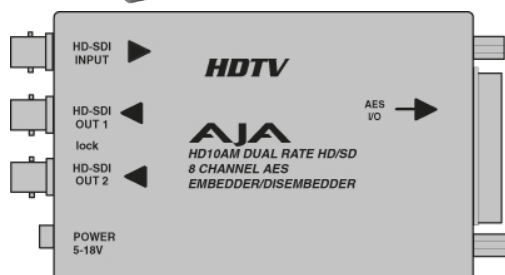 HD-SDI
INPUT
HDTV
HD-SDI
OUT 1
AES
I/O
lock
AJA
HD10AM DUAL RATE HD/SD
8 CHANNEL AES
EMBEDDER/DISEMBEDDER
HD-SDI
OUT 2
POWER
5-18V